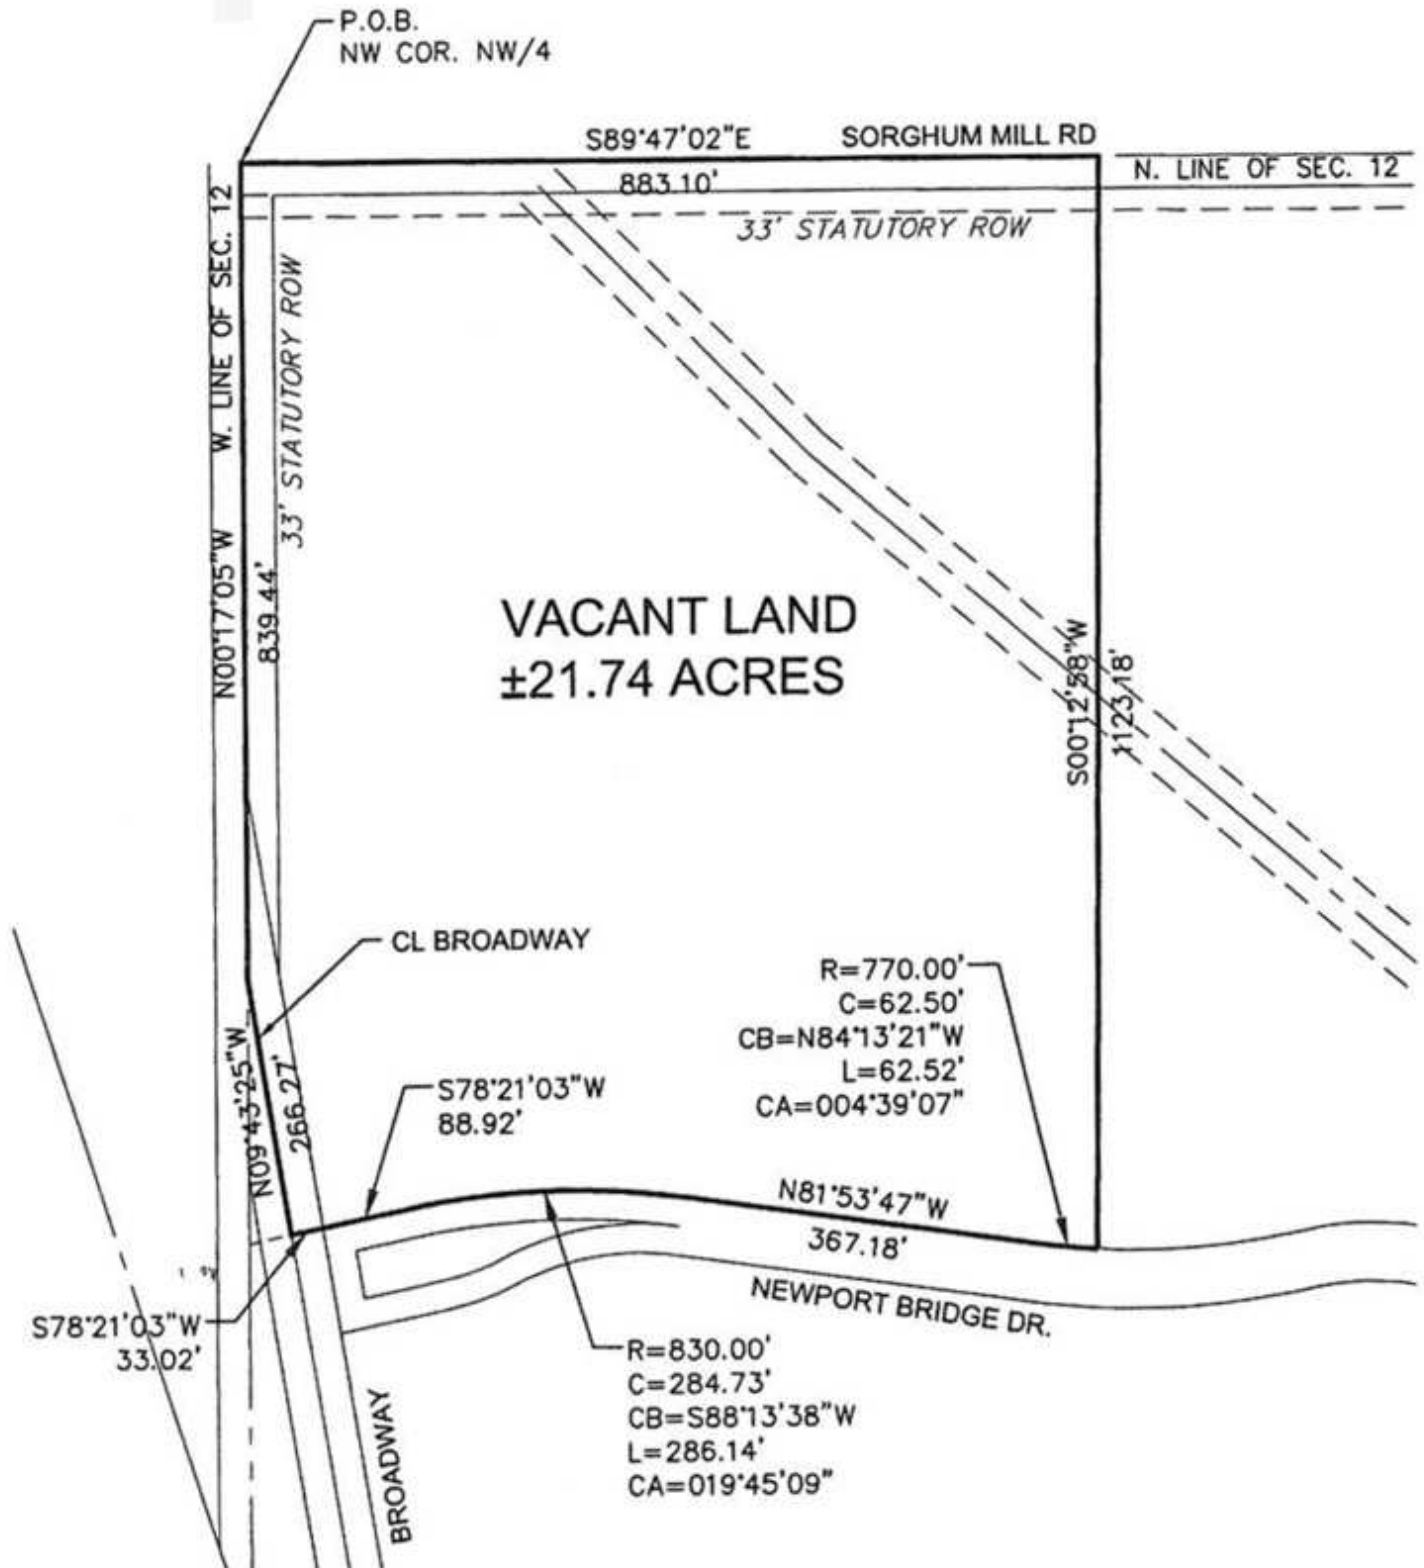 P.O.B.
NW COR. NW/4
S89°47'02"E
SORGHUM MILL RD
883.10'
N. LINE OF SEC. 12
33' STATUTORY ROW
W. LINE OF SEC. 12
33' STATUTORY ROW
N00°17'05"W
839.44'
VACANT LAND
±21.74 ACRES
S00°12'58"W
1123.18'
CL BROADWAY
R=770.00'
C=62.50'
CB=N84°13'21"W
L=62.52'
CA=004°39'07"
N09°43'25"W
266.27'
S78°21'03"W
88.92'
N81°53'47"W
367.18'
NEWPORT BRIDGE DR.
S78°21'03"W
33.02'
R=830.00'
C=284.73'
CB=S88°13'38"W
L=286.14'
CA=019°45'09"
BROADWAY